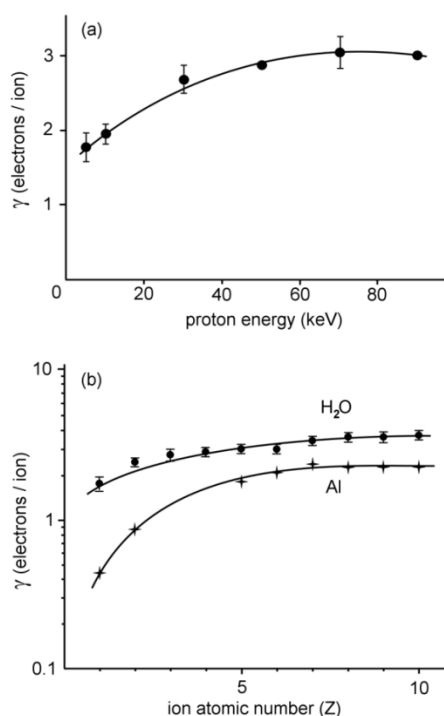 (a)
γ (electrons / ion)
3
2
1
0
20
40
60
80
proton energy (keV)
(b)
γ (electrons / ion)
10
1
0.1
H₂O
Al
5
10
ion atomic number (Z)